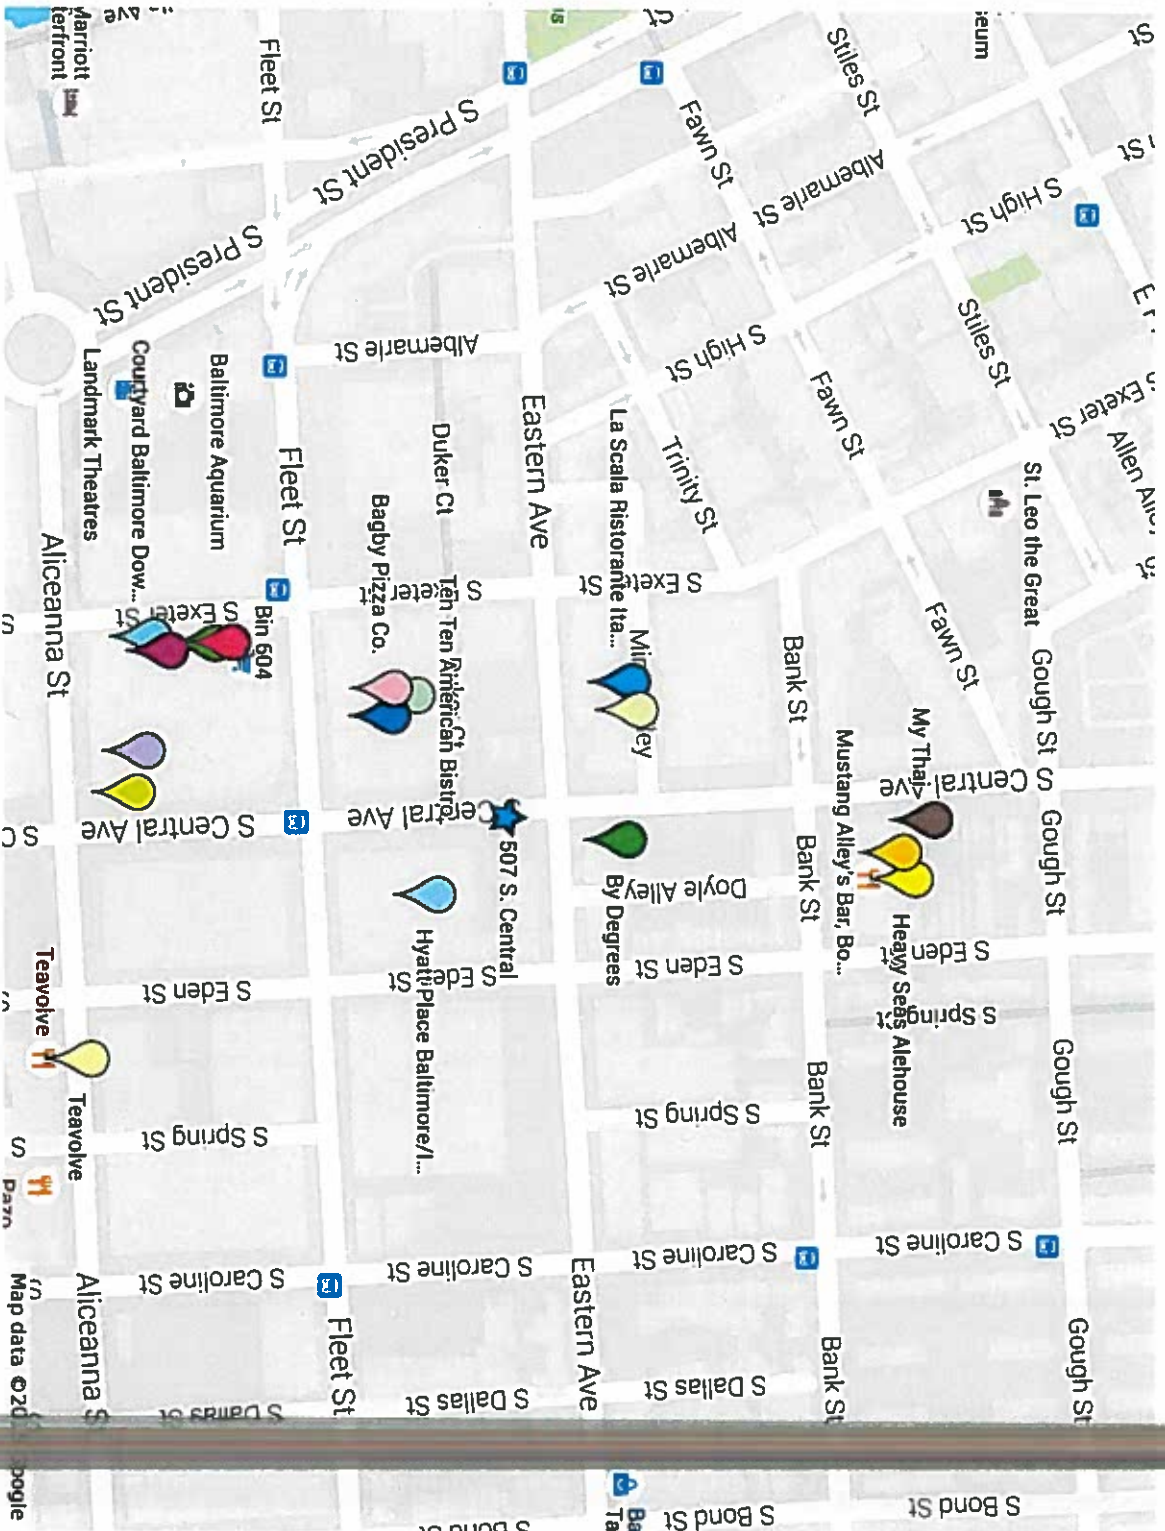 St
S Exeter St
Allen Alley
Gough St
Gough St
Gough St
Gough St
S High St
Stiles St
St. Leo the Great
S Central Ave
S Eden St
S Spring St
S Caroline St
S Bond St
Stiles St
Fawn St
My Thai
Heavy Seas Alehouse
Albemarle St
Fawn St
Mustang Alley's Bar, Bo...
Bank St
Bank St
Bank St
Bank St
Fawn St
S High St
Trinity St
Doyle Alley
S Eden St
S Spring St
S Caroline St
S Dallas St
S Bond St
Albemarle St
La Scala Ristorante Ita...
S Exeter St
By Degrees
Eastern Ave
Eastern Ave
507 S. Central
S President St
Duker Ct
Ten Ten American Bistro
Duker Ct
S Exeter St
Central Ave
Albemarle St
Bagby Pizza Co.
Hyatt Place Baltimore/I...
S Eden St
S Caroline St
S Dallas St
Fleet St
Fleet St
Fleet St
Bin 604
S President St
Baltimore Aquarium
S Exeter St
S Central Ave
S Eden St
S Spring St
S Caroline St
S Dallas St
Courtyard Baltimore Dow...
Landmark Theatres
Marriott
Aliceanna St
Teavolve
Teavolve
Aliceanna S
Map data ©20